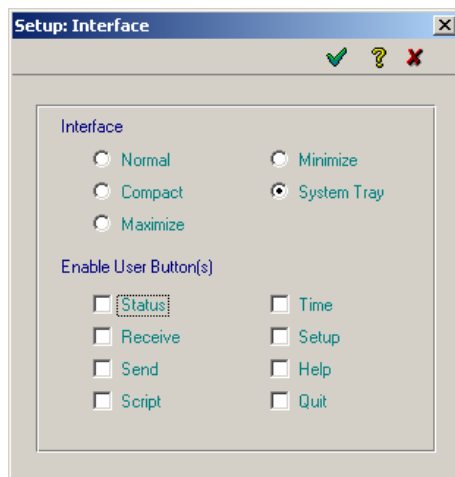 Setup: Interface
Interface
Normal
Minimize
Compact
System Tray
Maximize
Enable User Button(s)
Status
Time
Receive
Setup
Send
Help
Script
Quit